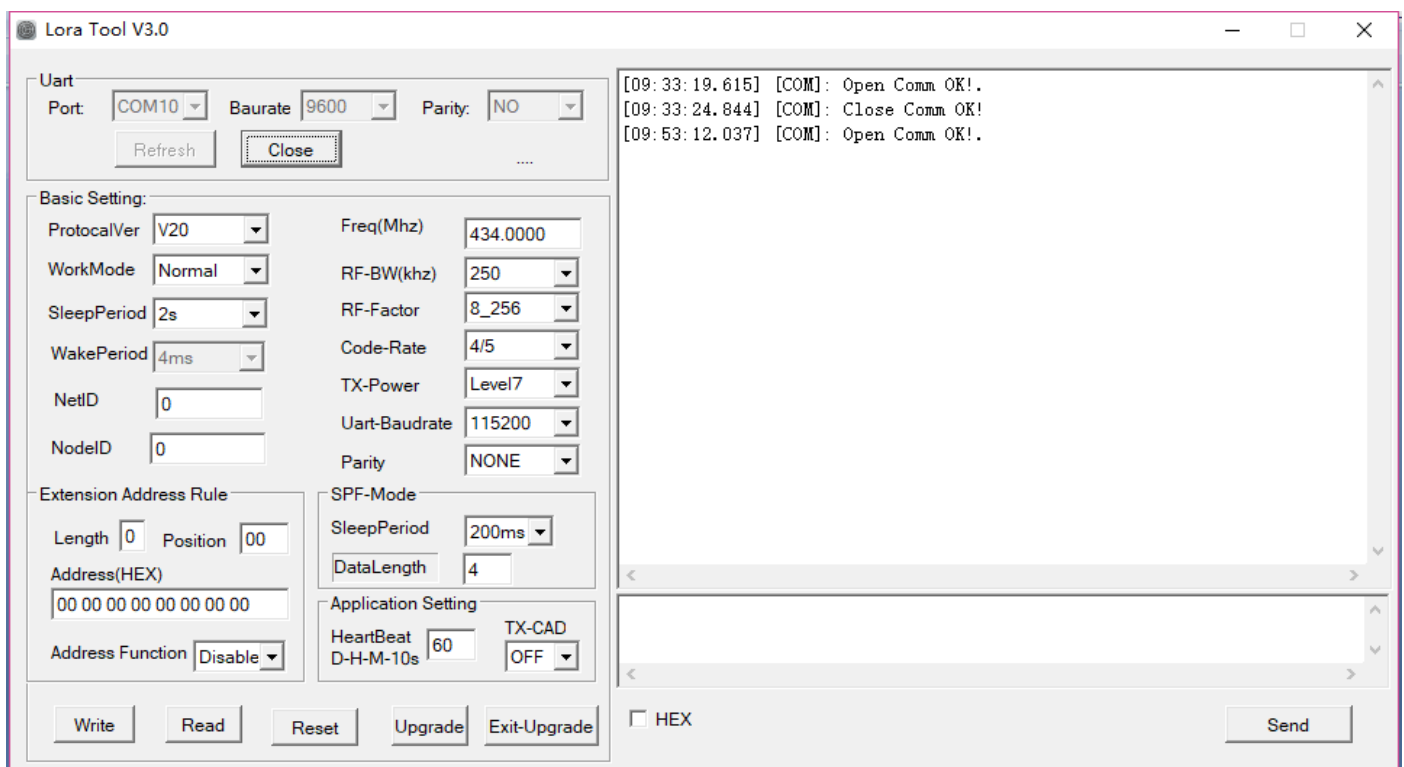 Lora Tool V3.0
Uart
Port: COM10 Baurate 9600 Parity: NO
Refresh Close ....
Basic Setting:
ProtocalVer V20
WorkMode Normal
SleepPeriod 2s
WakePeriod 4ms
NetID 0
NodeID 0
Freq(Mhz) 434.0000
RF-BW(khz) 250
RF-Factor 8_256
Code-Rate 4/5
TX-Power Level7
Uart-Baudrate 115200
Parity NONE
Extension Address Rule
Length 0 Position 00
Address(HEX)
00 00 00 00 00 00 00 00
Address Function Disable
SPF-Mode
SleepPeriod 200ms
DataLength 4
Application Setting
HeartBeat
D-H-M-10s 60
TX-CAD
OFF
Write Read Reset Upgrade Exit-Upgrade
[09:33:19.615] [COM]: Open Comm OK!.
[09:33:24.844] [COM]: Close Comm OK!
[09:53:12.037] [COM]: Open Comm OK!.
HEX Send